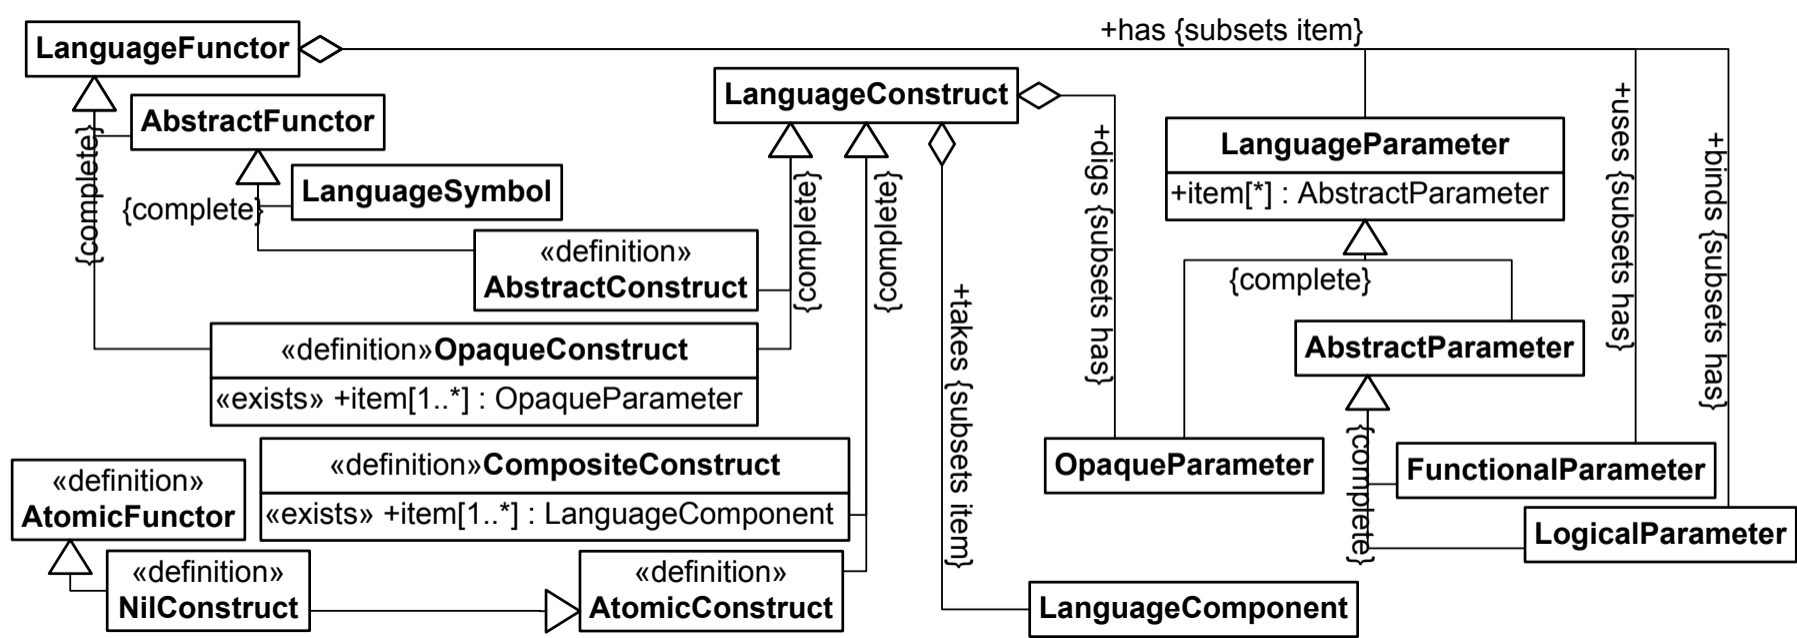 LanguageFunctor
+has {subsets item}
AbstractFunctor
LanguageConstruct
{complete}
LanguageSymbol
{complete}
«definition»
AbstractConstruct
{complete}
{complete}
«definition»OpaqueConstruct
«exists» +item[1..*] : OpaqueParameter
«definition»CompositeConstruct
«exists» +item[1..*] : LanguageComponent
«definition»
AtomicFunctor
«definition»
NilConstruct
«definition»
AtomicConstruct
+takes {subsets item}
LanguageComponent
+digs {subsets has}
LanguageParameter
+item[*] : AbstractParameter
{complete}
AbstractParameter
OpaqueParameter
{complete}
FunctionalParameter
LogicalParameter
+uses {subsets has}
+binds {subsets has}